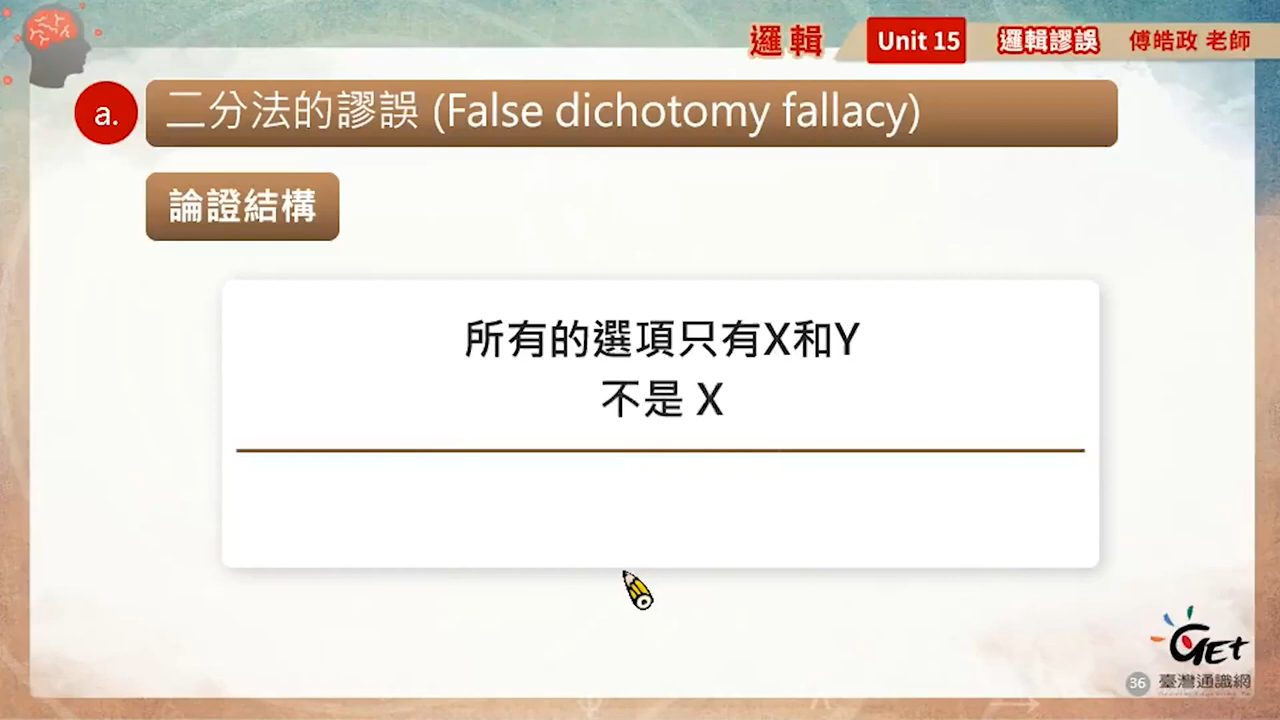 邏輯 Unit 15 邏輯謬誤 傅皓政 老師
a. 二分法的謬誤 (False dichotomy fallacy)
論證結構
所有的選項只有X和Y
不是 X
GET
36 臺灣通識網